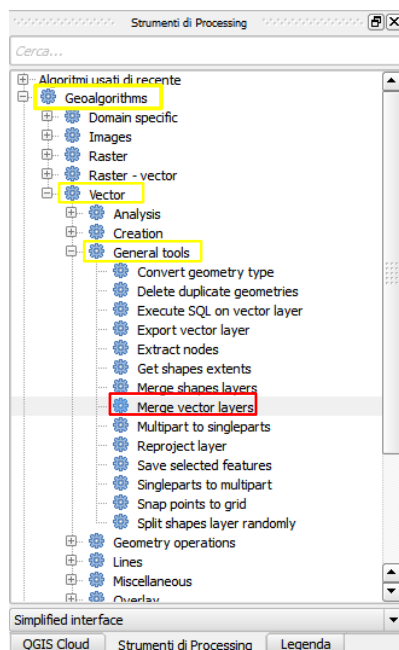 Strumenti di Processing
Cerca...
Algoritmi usati di recente
Geoalgorithms
Domain specific
Images
Raster
Raster - vector
Vector
Analysis
Creation
General tools
Convert geometry type
Delete duplicate geometries
Execute SQL on vector layer
Export vector layer
Extract nodes
Get shapes extents
Merge shapes layers
Merge vector layers
Multipart to singleparts
Reproject layer
Save selected features
Singleparts to multipart
Snap points to grid
Split shapes layer randomly
Geometry operations
Lines
Miscellaneous
Overlay
Simplified interface
QGIS Cloud Strumenti di Processing Legenda